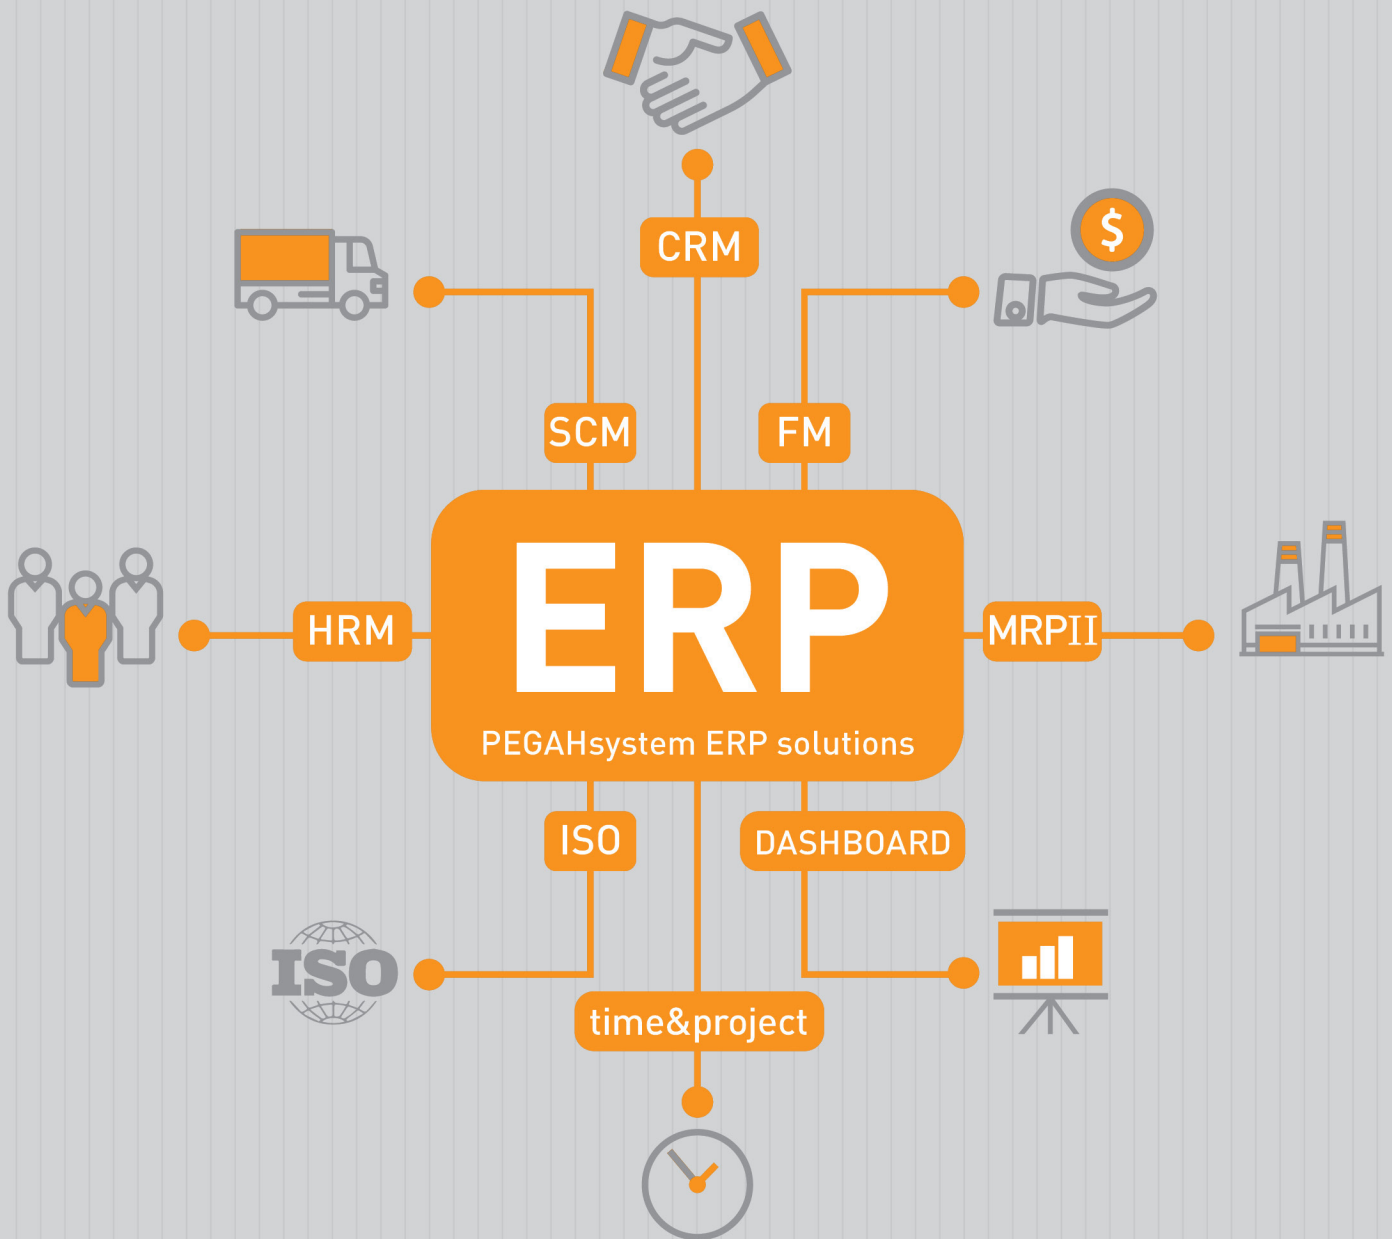 CRM
$
SCM
FM
ERP
PEGAHsystem ERP solutions
HRM
MRPII
ISO
DASHBOARD
ISO
time&project